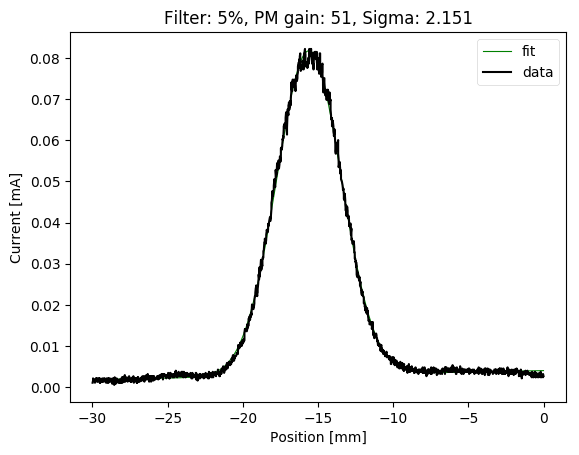 Filter: 5%, PM gain: 51, Sigma: 2.151
fit
data
Current [mA]
0.08
0.07
0.06
0.05
0.04
0.03
0.02
0.01
0.00
−30 −25 −20 −15 −10 −5 0
Position [mm]